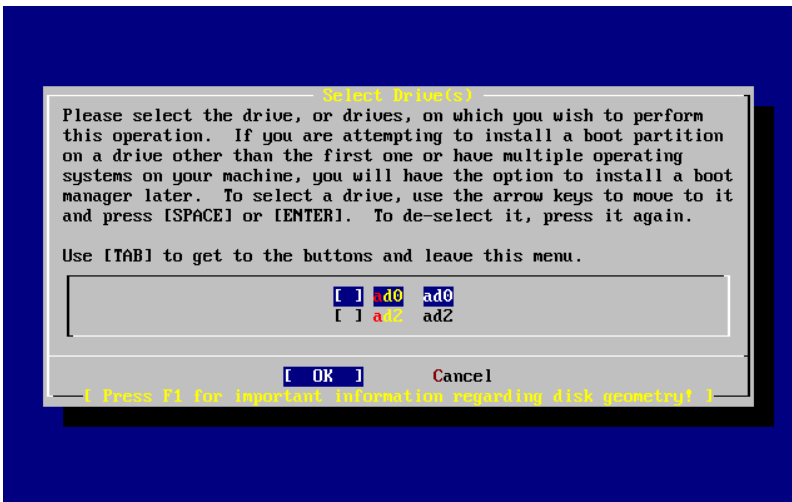 Select Drive(s)
Please select the drive, or drives, on which you wish to perform
this operation.  If you are attempting to install a boot partition
on a drive other than the first one or have multiple operating
systems on your machine, you will have the option to install a boot
manager later.  To select a drive, use the arrow keys to move to it
and press [SPACE] or [ENTER].  To de-select it, press it again.
Use [TAB] to get to the buttons and leave this menu.
[ ] ad0  ad0
[ ] ad2  ad2
[  OK  ]  Cancel
[ Press F1 for important information regarding disk geometry! ]